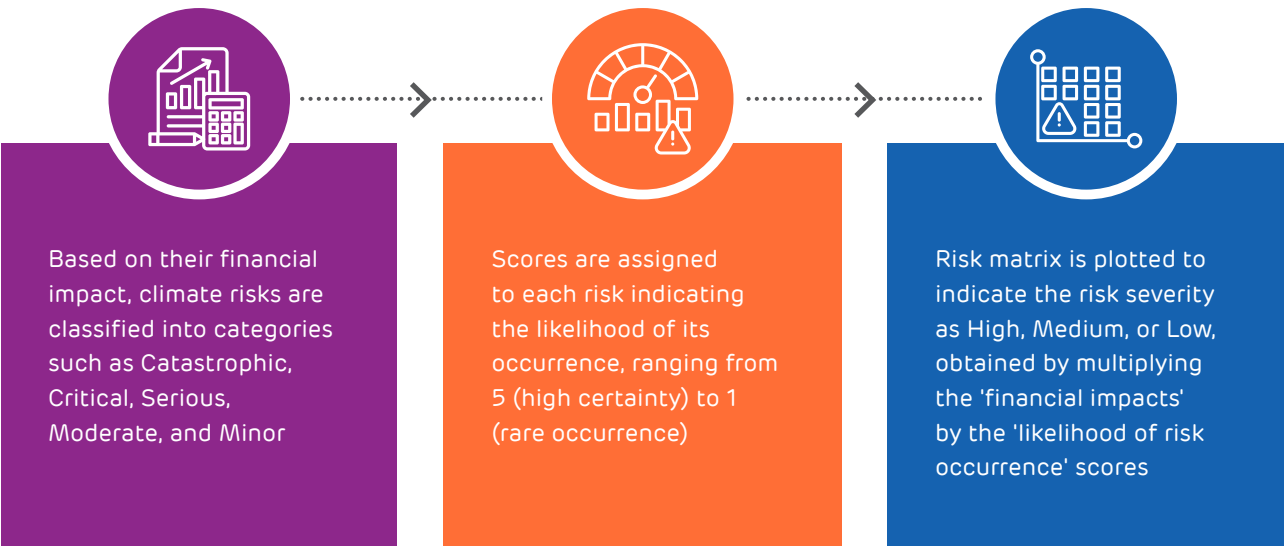 Based on their financial
impact, climate risks are
classified into categories
such as Catastrophic,
Critical, Serious,
Moderate, and Minor
Scores are assigned
to each risk indicating
the likelihood of its
occurrence, ranging from
5 (high certainty) to 1
(rare occurrence)
Risk matrix is plotted to
indicate the risk severity
as High, Medium, or Low,
obtained by multiplying
the 'financial impacts'
by the 'likelihood of risk
occurrence' scores